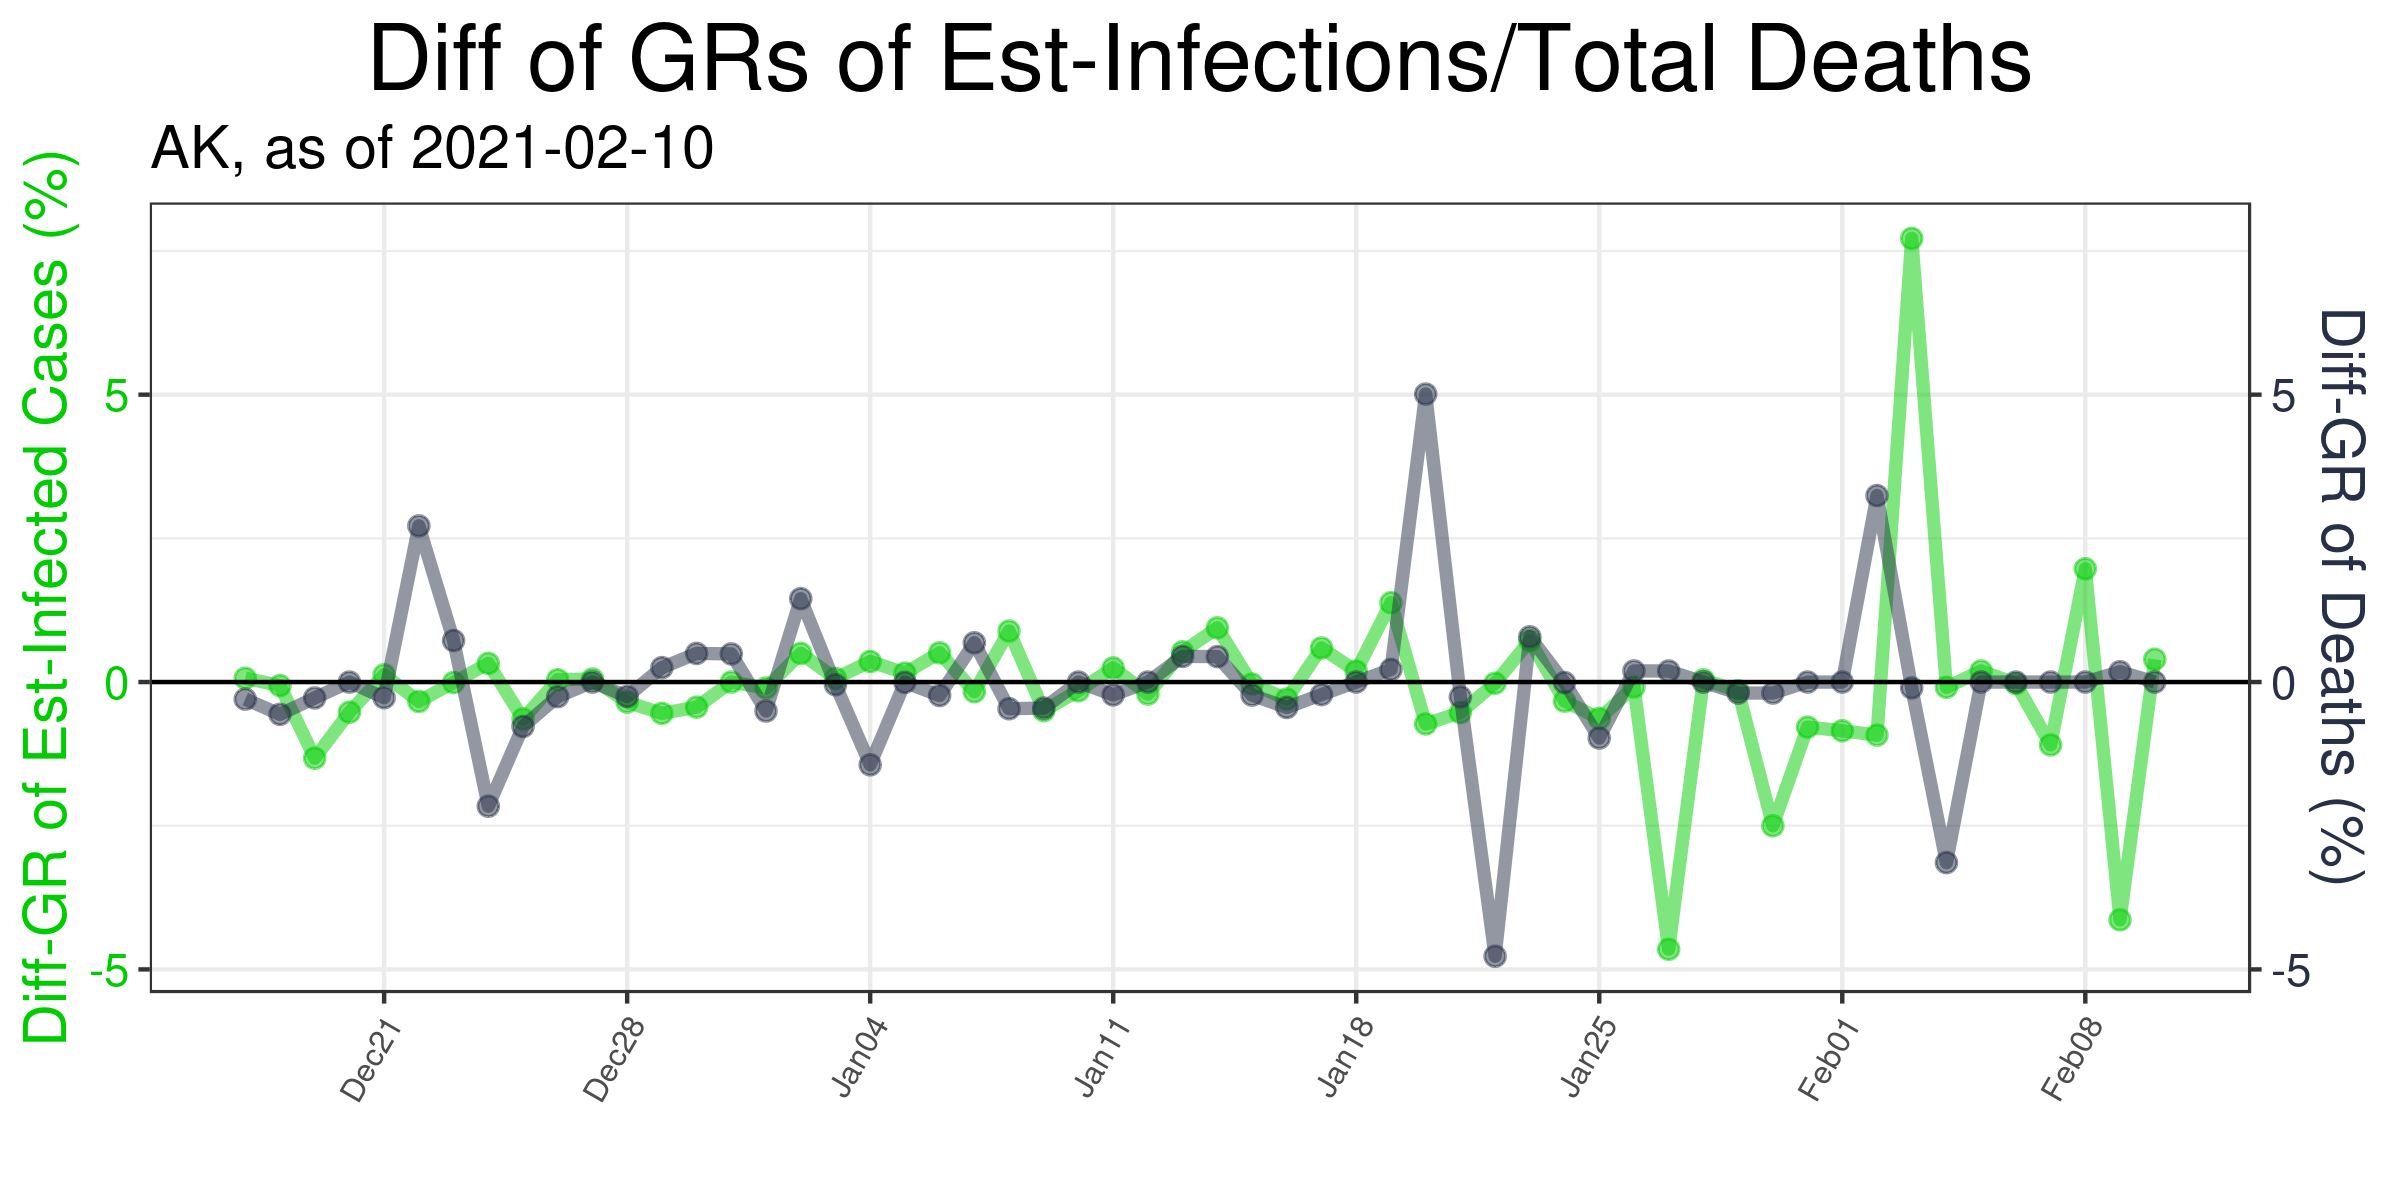 Diff of GRs of Est-Infections/Total Deaths
AK, as of 2021-02-10
Diff-GR of Est-Infected Cases (%)
5
0
-5
5
0
-5
Diff-GR of Deaths (%)
Dec21
Dec28
Jan04
Jan11
Jan18
Jan25
Feb01
Feb08